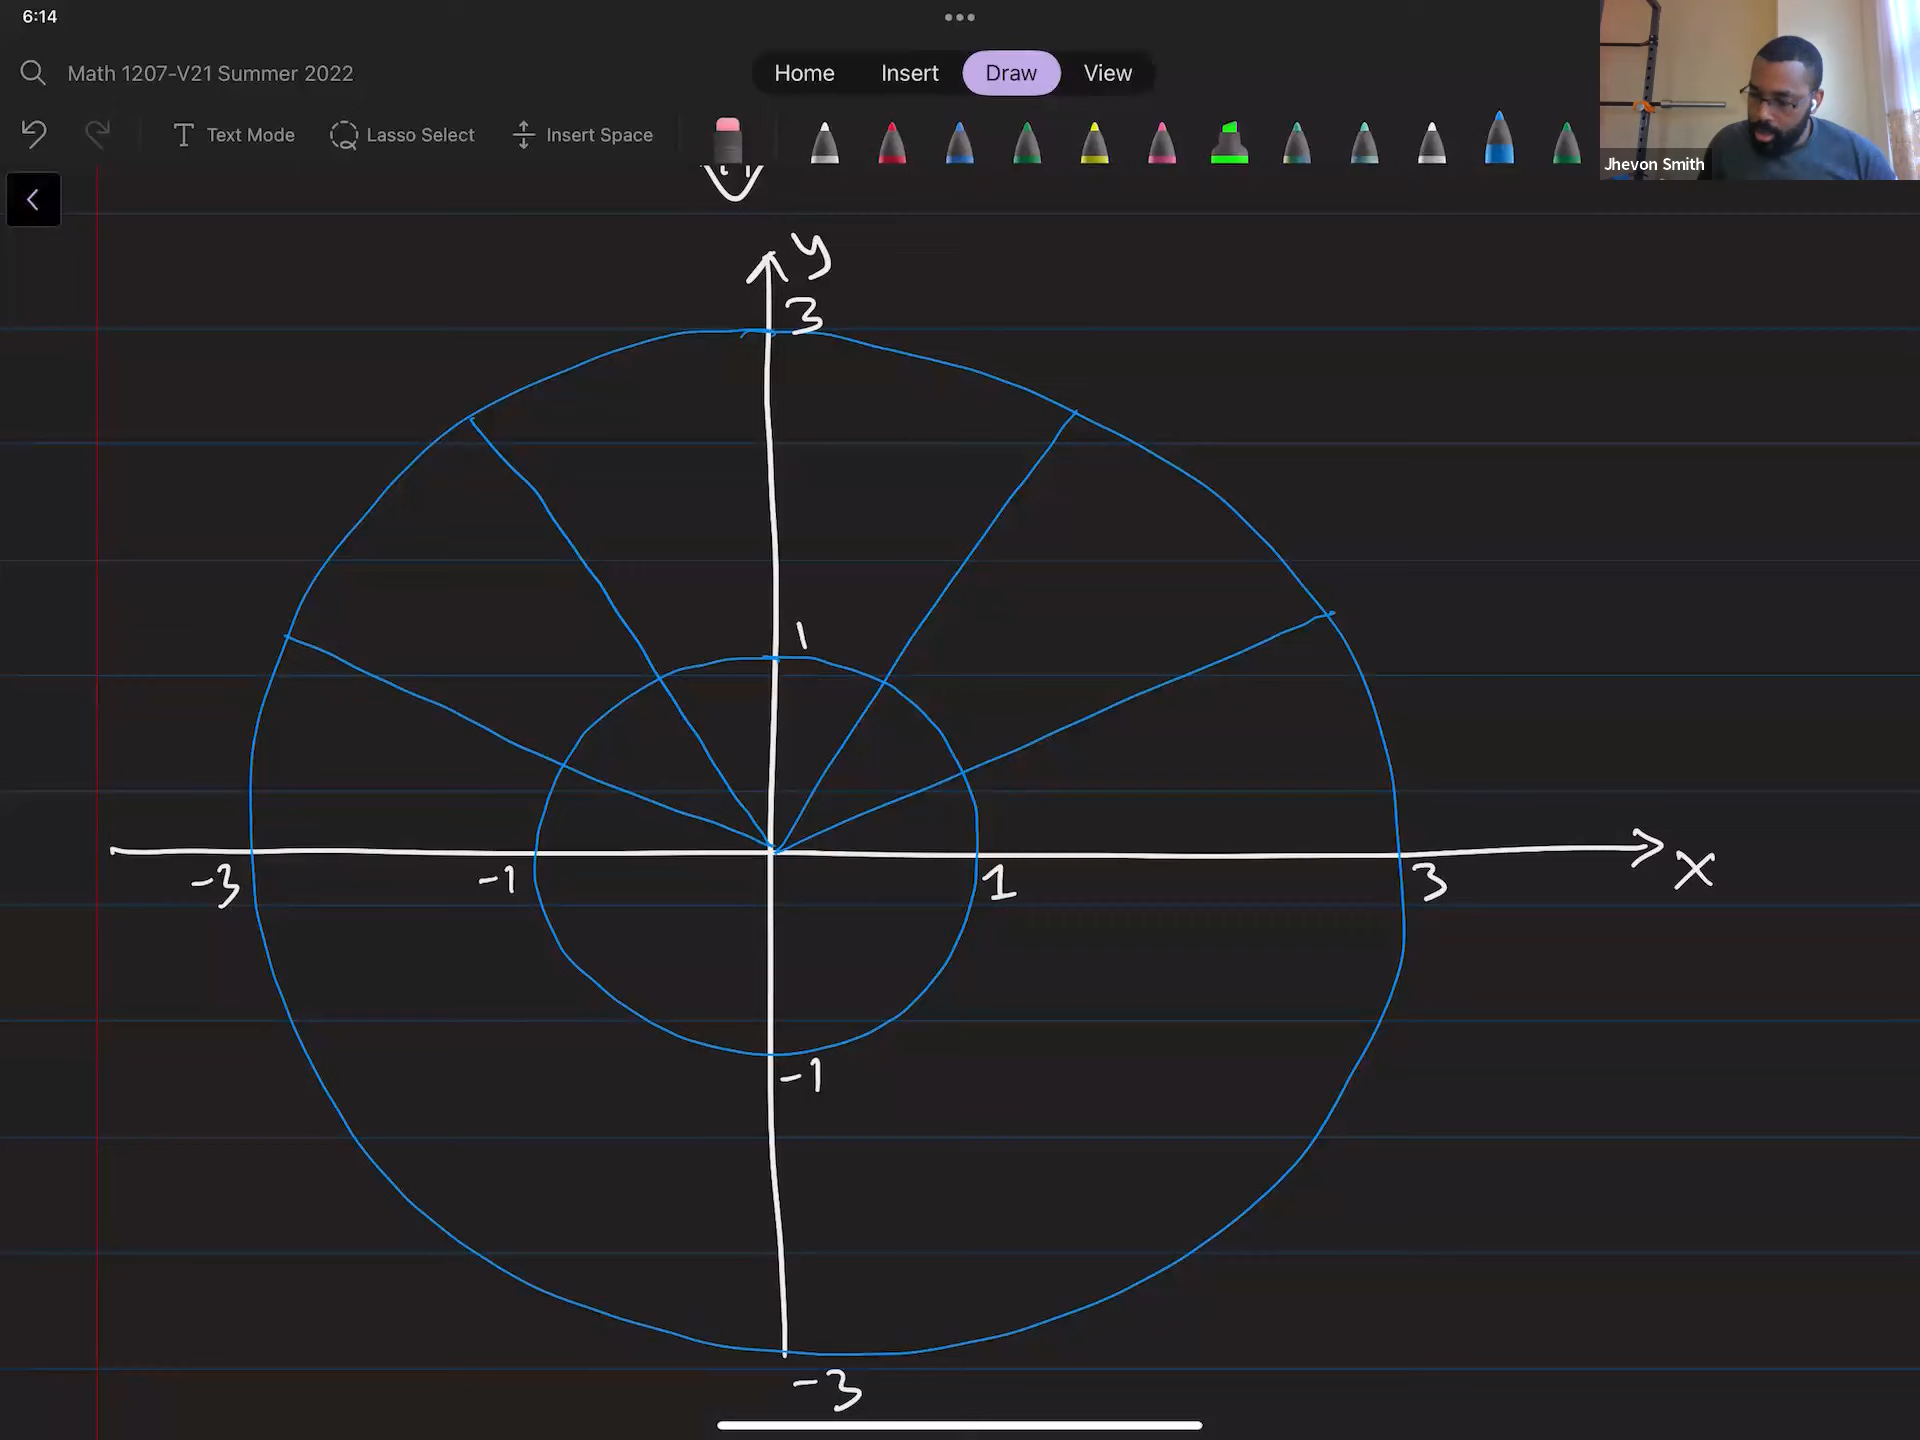 6:14
Math 1207-V21 Summer 2022
Home Insert Draw View
Text Mode Lasso Select Insert Space
Jhevon Smith
y
3
1
-3 -1 1 3 x
-1
-3